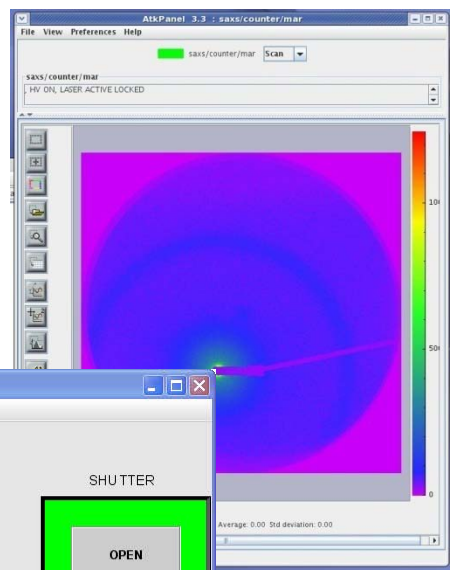 AtkPanel 3.3 : saxs/counter/mar
File View Preferences Help
saxs/counter/mar Scan
saxs/counter/mar
, HV ON, LASER ACTIVE LOCKED
0
Average: 0.00 Std deviation: 0.00
SHUTTER
OPEN